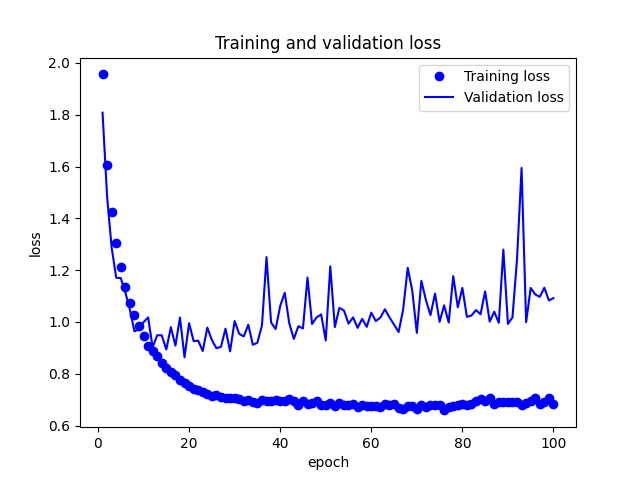 Training and validation loss
Training loss
Validation loss
2.0
1.8
1.6
1.4
1.2
1.0
0.8
0.6
loss
0
20
40
60
80
100
epoch